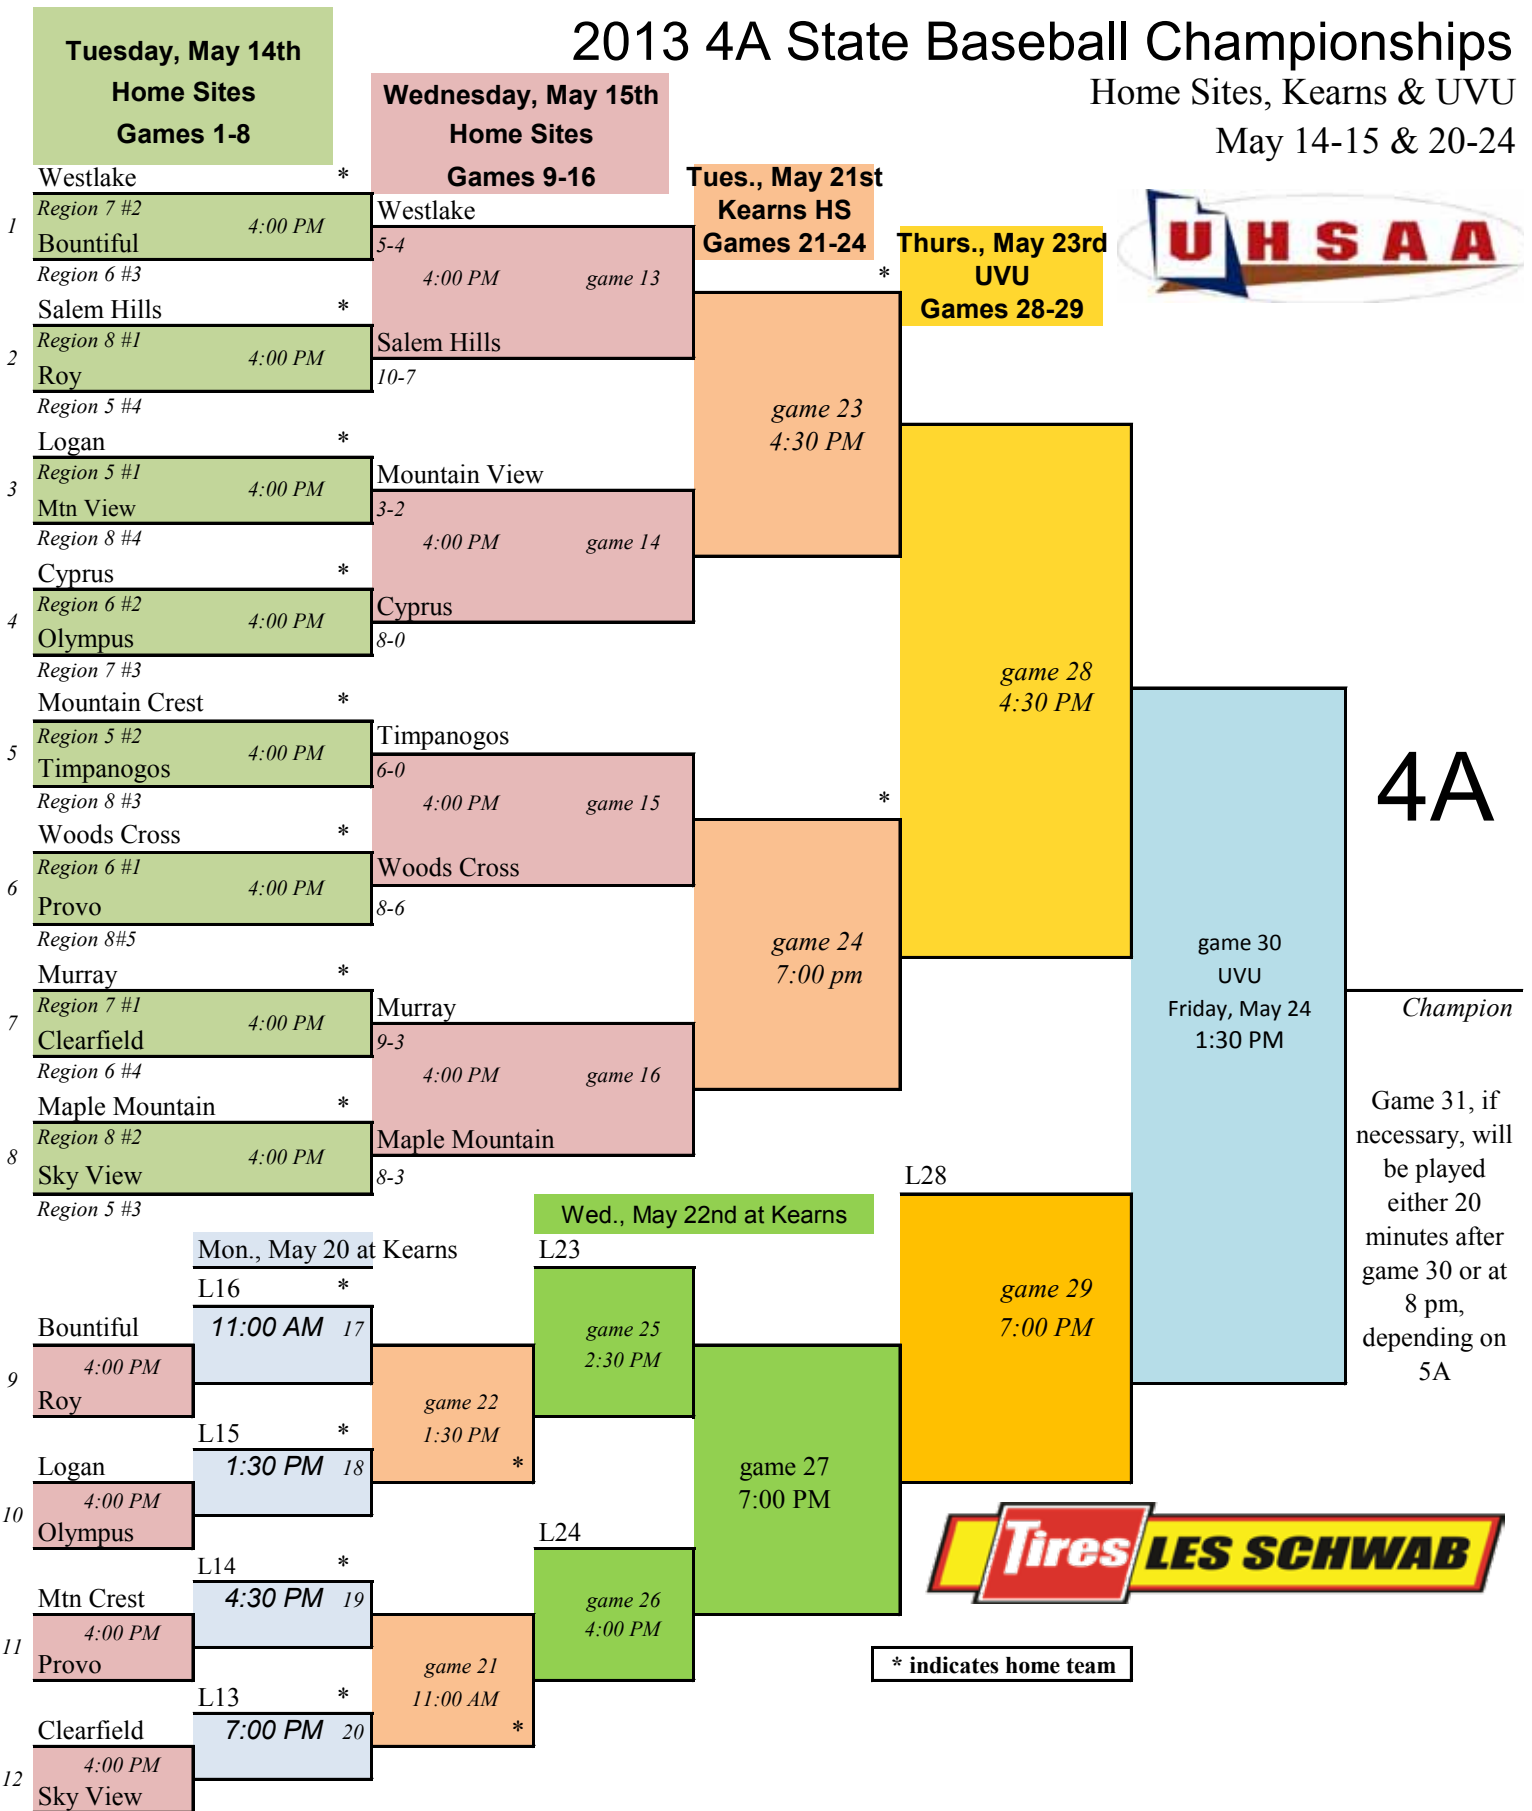 2013 4A State Baseball Championships
Home Sites, Kearns & UVU
May 14-15 & 20-24
UHSAA
Tuesday, May 14th
Home Sites
Games 1-8
Wednesday, May 15th
Home Sites
Games 9-16
Tues., May 21st
Kearns HS
Games 21-24
Thurs., May 23rd
UVU
Games 28-29
Westlake *
1 Region 7 #2 4:00 PM
Bountiful
Region 6 #3
Salem Hills *
2 Region 8 #1 4:00 PM
Roy
Region 5 #4
Logan *
3 Region 5 #1 4:00 PM
Mtn View
Region 8 #4
Cyprus *
4 Region 6 #2 4:00 PM
Olympus
Region 7 #3
Mountain Crest *
5 Region 5 #2 4:00 PM
Timpanogos
Region 8 #3
Woods Cross *
6 Region 6 #1 4:00 PM
Provo
Region 8#5
Murray *
7 Region 7 #1 4:00 PM
Clearfield
Region 6 #4
Maple Mountain *
8 Region 8 #2 4:00 PM
Sky View
Region 5 #3
Westlake
5-4
4:00 PM game 13
Salem Hills
10-7
Mountain View
3-2
4:00 PM game 14
Cyprus
8-0
Timpanogos
6-0
4:00 PM game 15
Woods Cross
8-6
Murray
9-3
4:00 PM game 16
Maple Mountain
8-3
*
game 23
4:30 PM
*
game 24
7:00 pm
game 28
4:30 PM
game 30
UVU
Friday, May 24
1:30 PM
4A
Champion
Game 31, if
necessary, will
be played
either 20
minutes after
game 30 or at
8 pm,
depending on
5A
Mon., May 20 at Kearns
Wed., May 22nd at Kearns
Bountiful
9 4:00 PM
Roy
Logan
10 4:00 PM
Olympus
Mtn Crest
11 4:00 PM
Provo
Clearfield
12 4:00 PM
Sky View
L16 *
11:00 AM 17
L15 *
1:30 PM 18
L14 *
4:30 PM 19
L13 *
7:00 PM 20
game 22
1:30 PM
*
game 21
11:00 AM
*
L23
game 25
2:30 PM
L24
game 26
4:00 PM
game 27
7:00 PM
L28
game 29
7:00 PM
Tires LES SCHWAB
* indicates home team